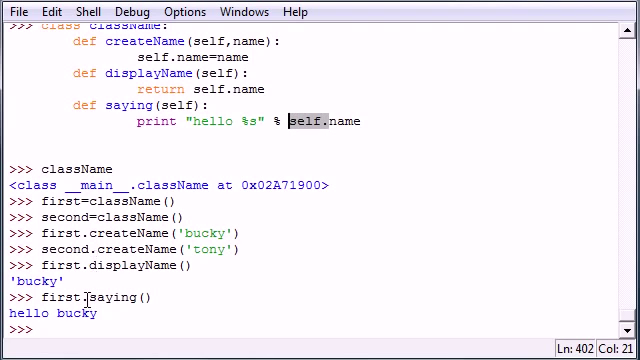 File Edit Shell Debug Options Windows Help
>>> class className:
def createName(self,name):
self.name=name
def displayName(self):
return self.name
def saying(self):
print "hello %s" % self.name
>>> className
<class __main__.className at 0x02A71900>
>>> first=className()
>>> second=className()
>>> first.createName('bucky')
>>> second.createName('tony')
>>> first.displayName()
'bucky'
>>> first.saying()
hello bucky
>>>
Ln: 402 Col: 21